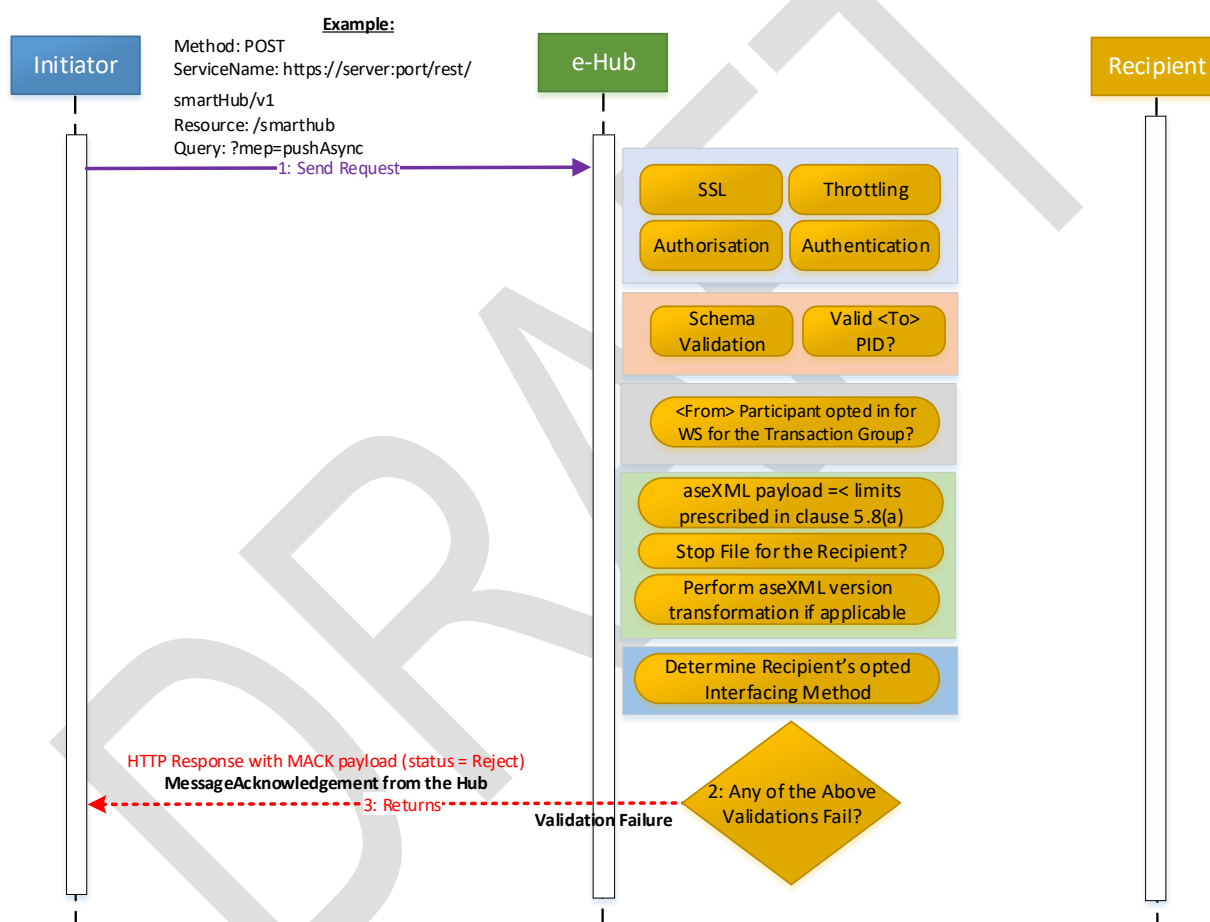 Example:
Method: POST
ServiceName: https://server:port/rest/
smartHub/v1
Resource: /smarthub
Query: ?mep=pushAsync
Initiator
e-Hub
Recipient
1: Send Request
SSL
Throttling
Authorisation
Authentication
Schema
Validation
Valid <To>
PID?
<From> Participant opted in for
WS for the Transaction Group?
aseXML payload =< limits
prescribed in clause 5.8(a)
Stop File for the Recipient?
Perform aseXML version
transformation if applicable
Determine Recipient's opted
Interfacing Method
2: Any of the Above
Validations Fail?
HTTP Response with MACK payload (status = Reject)
MessageAcknowledgement from the Hub
3: Returns
Validation Failure
DRAFT